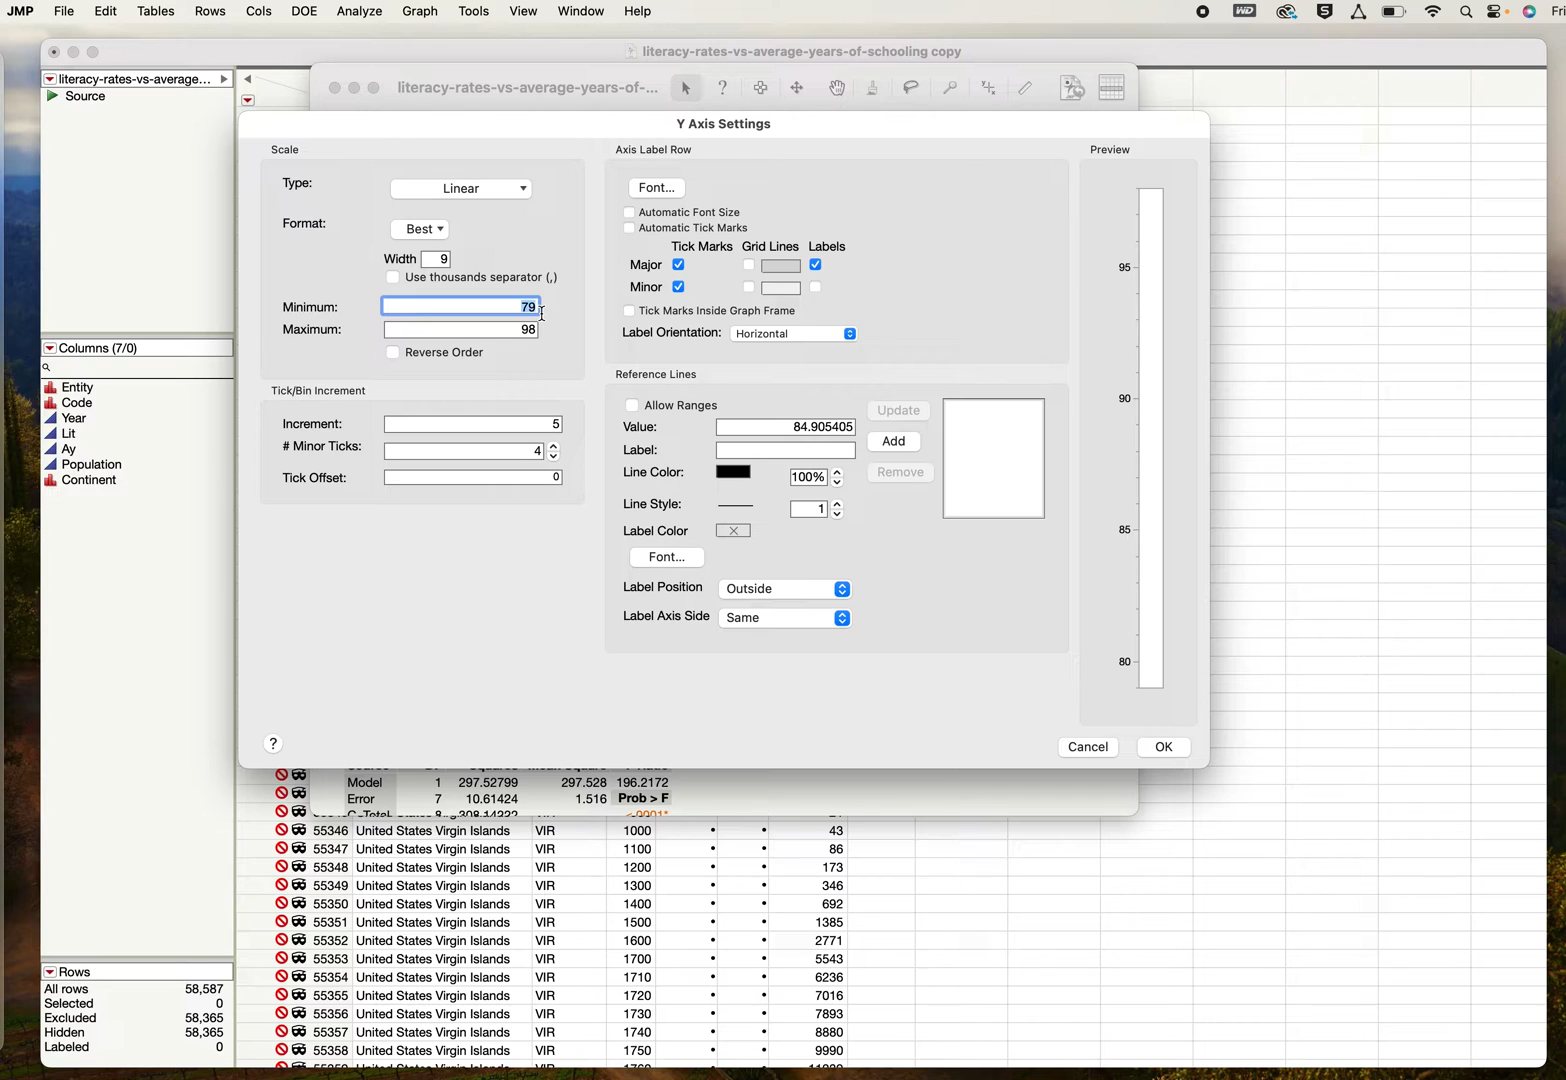 JMP File Edit Tables Rows Cols DOE Analyze Graph Tools View Window Help
literacy-rates-vs-average-years-of-schooling copy
literacy-rates-vs-average...
Source
literacy-rates-vs-average-years-of-...
Y Axis Settings
Scale
Type: Linear
Format: Best
Width 9
Use thousands separator (,)
Minimum: 79
Maximum: 98
Reverse Order
Tick/Bin Increment
Increment: 5
# Minor Ticks: 4
Tick Offset: 0
Axis Label Row
Font...
Automatic Font Size
Automatic Tick Marks
Tick Marks Grid Lines Labels
Major
Minor
Tick Marks Inside Graph Frame
Label Orientation: Horizontal
Reference Lines
Allow Ranges
Value: 84.905405
Label:
Line Color: 100%
Line Style: 1
Label Color
Font...
Label Position Outside
Label Axis Side Same
Update
Add
Remove
Preview
95
90
85
80
?
Cancel OK
Columns (7/0)
Entity
Code
Year
Lit
Ay
Population
Continent
Rows
All rows 58,587
Selected 0
Excluded 58,365
Hidden 58,365
Labeled 0
Model 1 297.52799 297.528 196.2172
Error 7 10.61424 1.516 Prob > F
55346 United States Virgin Islands VIR 1000 • • 43
55347 United States Virgin Islands VIR 1100 • • 86
55348 United States Virgin Islands VIR 1200 • • 173
55349 United States Virgin Islands VIR 1300 • • 346
55350 United States Virgin Islands VIR 1400 • • 692
55351 United States Virgin Islands VIR 1500 • • 1385
55352 United States Virgin Islands VIR 1600 • • 2771
55353 United States Virgin Islands VIR 1700 • • 5543
55354 United States Virgin Islands VIR 1710 • • 6236
55355 United States Virgin Islands VIR 1720 • • 7016
55356 United States Virgin Islands VIR 1730 • • 7893
55357 United States Virgin Islands VIR 1740 • • 8880
55358 United States Virgin Islands VIR 1750 • • 9990